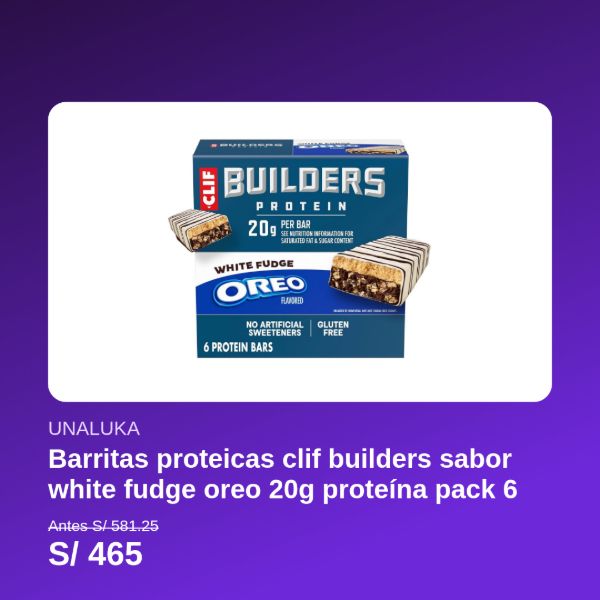 BUILDERS
CLIF
BUILDERS
PROTEIN
20g PER BAR
SEE NUTRITION INFORMATION FOR
SATURATED FAT & SUGAR CONTENT
WHITE FUDGE
OREO
FLAVORED
NO ARTIFICIAL
SWEETENERS
GLUTEN
FREE
6 PROTEIN BARS
UNALUKA
Barritas proteicas clif builders sabor
white fudge oreo 20g proteína pack 6
Antes S/ 581.25
S/ 465